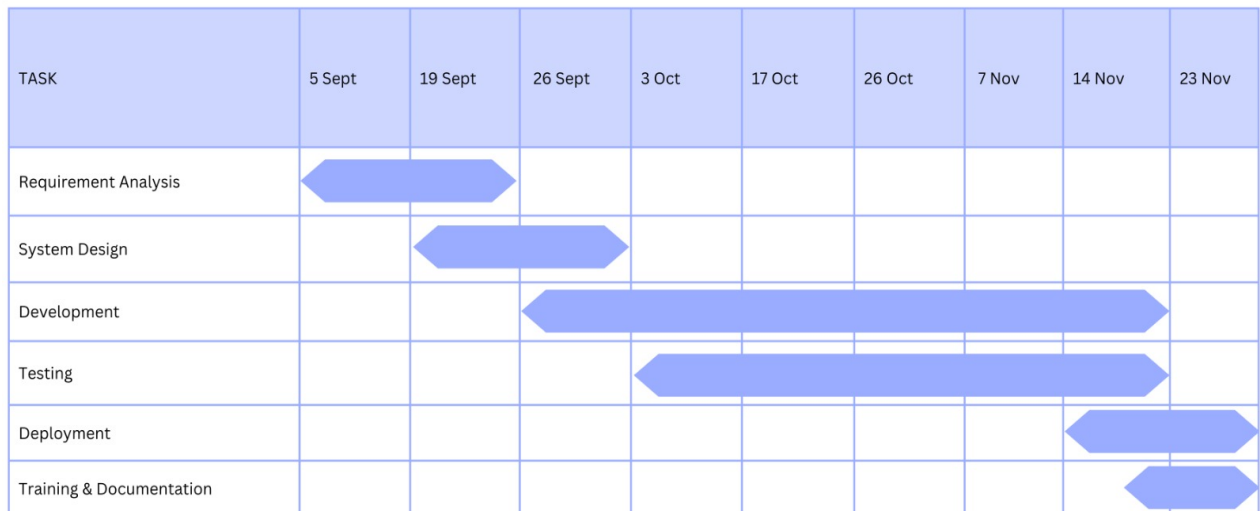 TASK 5 Sept 19 Sept 26 Sept 3 Oct 17 Oct 26 Oct 7 Nov 14 Nov 23 Nov
Requirement Analysis
System Design
Development
Testing
Deployment
Training & Documentation